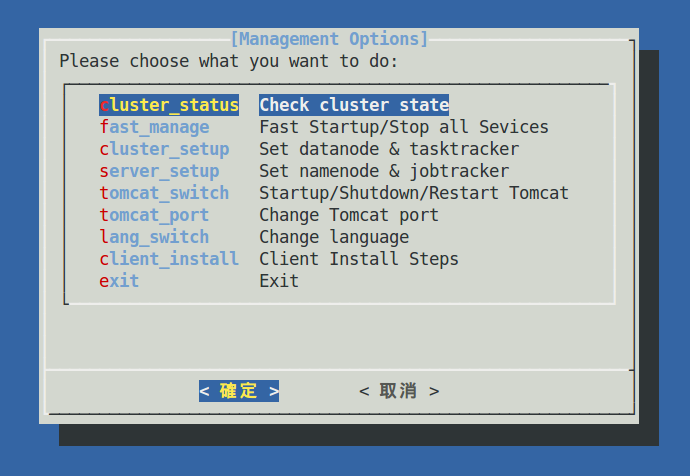 [Management Options]
Please choose what you want to do:
cluster_status Check cluster state
fast_manage Fast Startup/Stop all Sevices
cluster_setup Set datanode & tasktracker
server_setup Set namenode & jobtracker
tomcat_switch Startup/Shutdown/Restart Tomcat
tomcat_port Change Tomcat port
lang_switch Change language
client_install Client Install Steps
exit Exit
< 確定 > < 取消 >